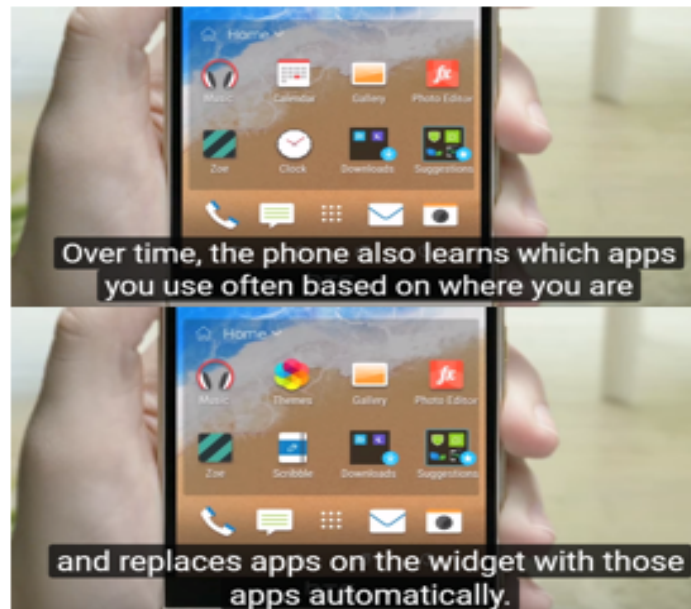 Home
Music Calendar Gallery Photo Editor
Zoe Clock Downloads Suggestions
Over time, the phone also learns which apps
you use often based on where you are
Home
Music Themes Gallery Photo Editor
Zoe Scribble Downloads Suggestions
and replaces apps on the widget with those
apps automatically.